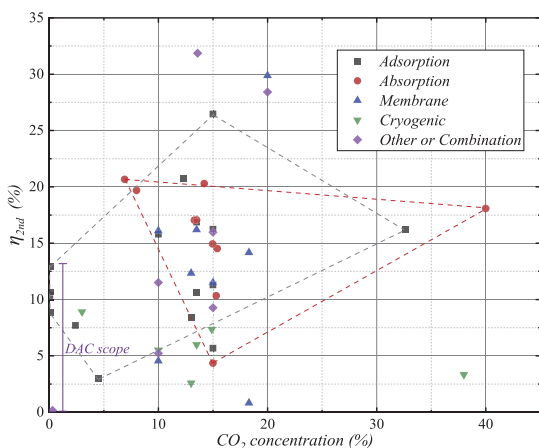 35
30
25
20
15
10
5
0
η2nd (%)
Adsorption
Absorption
Membrane
Cryogenic
Other or Combination
DAC scope
0 10 20 30 40
CO2 concentration (%)